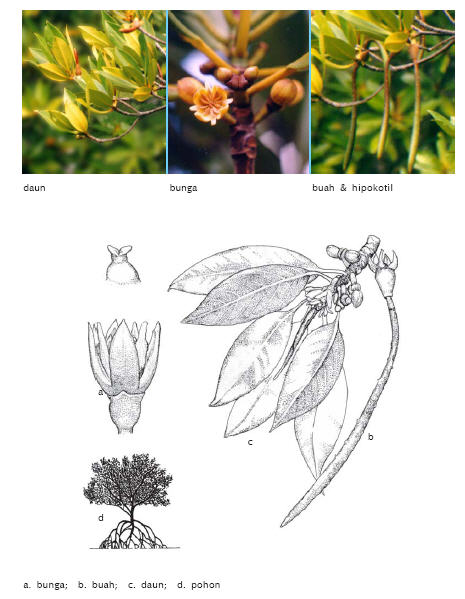 daun bunga buah & hipokotil
a
c
b
d
a. bunga; b. buah; c. daun; d. pohon